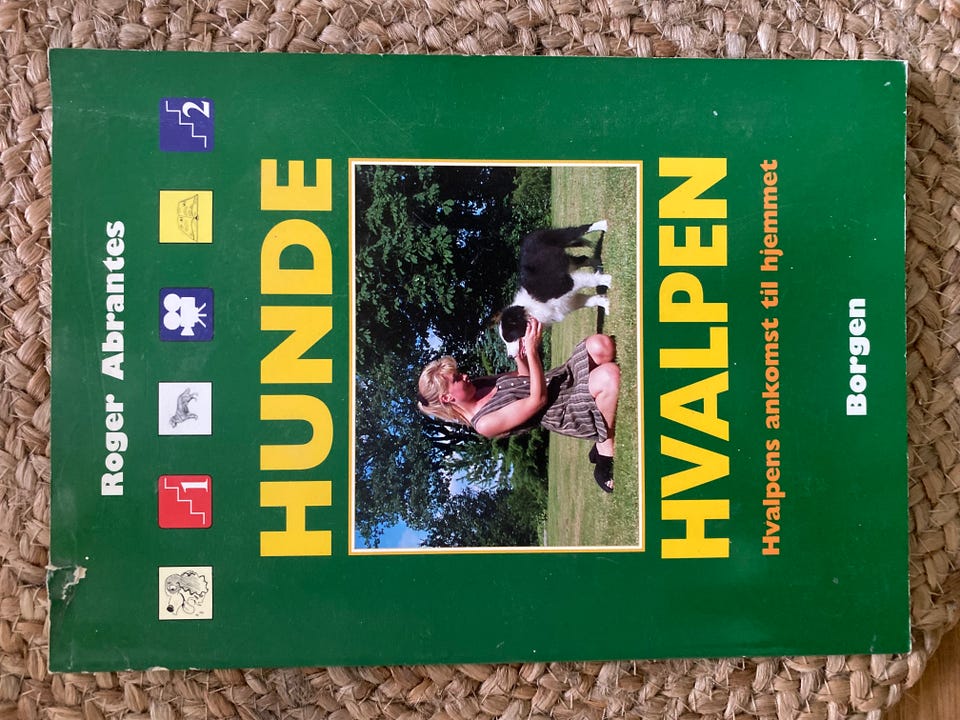 Roger Abrantes
1
2
HUNDE
HVALPEN
Hvalpens ankomst til hjemmet
Borgen